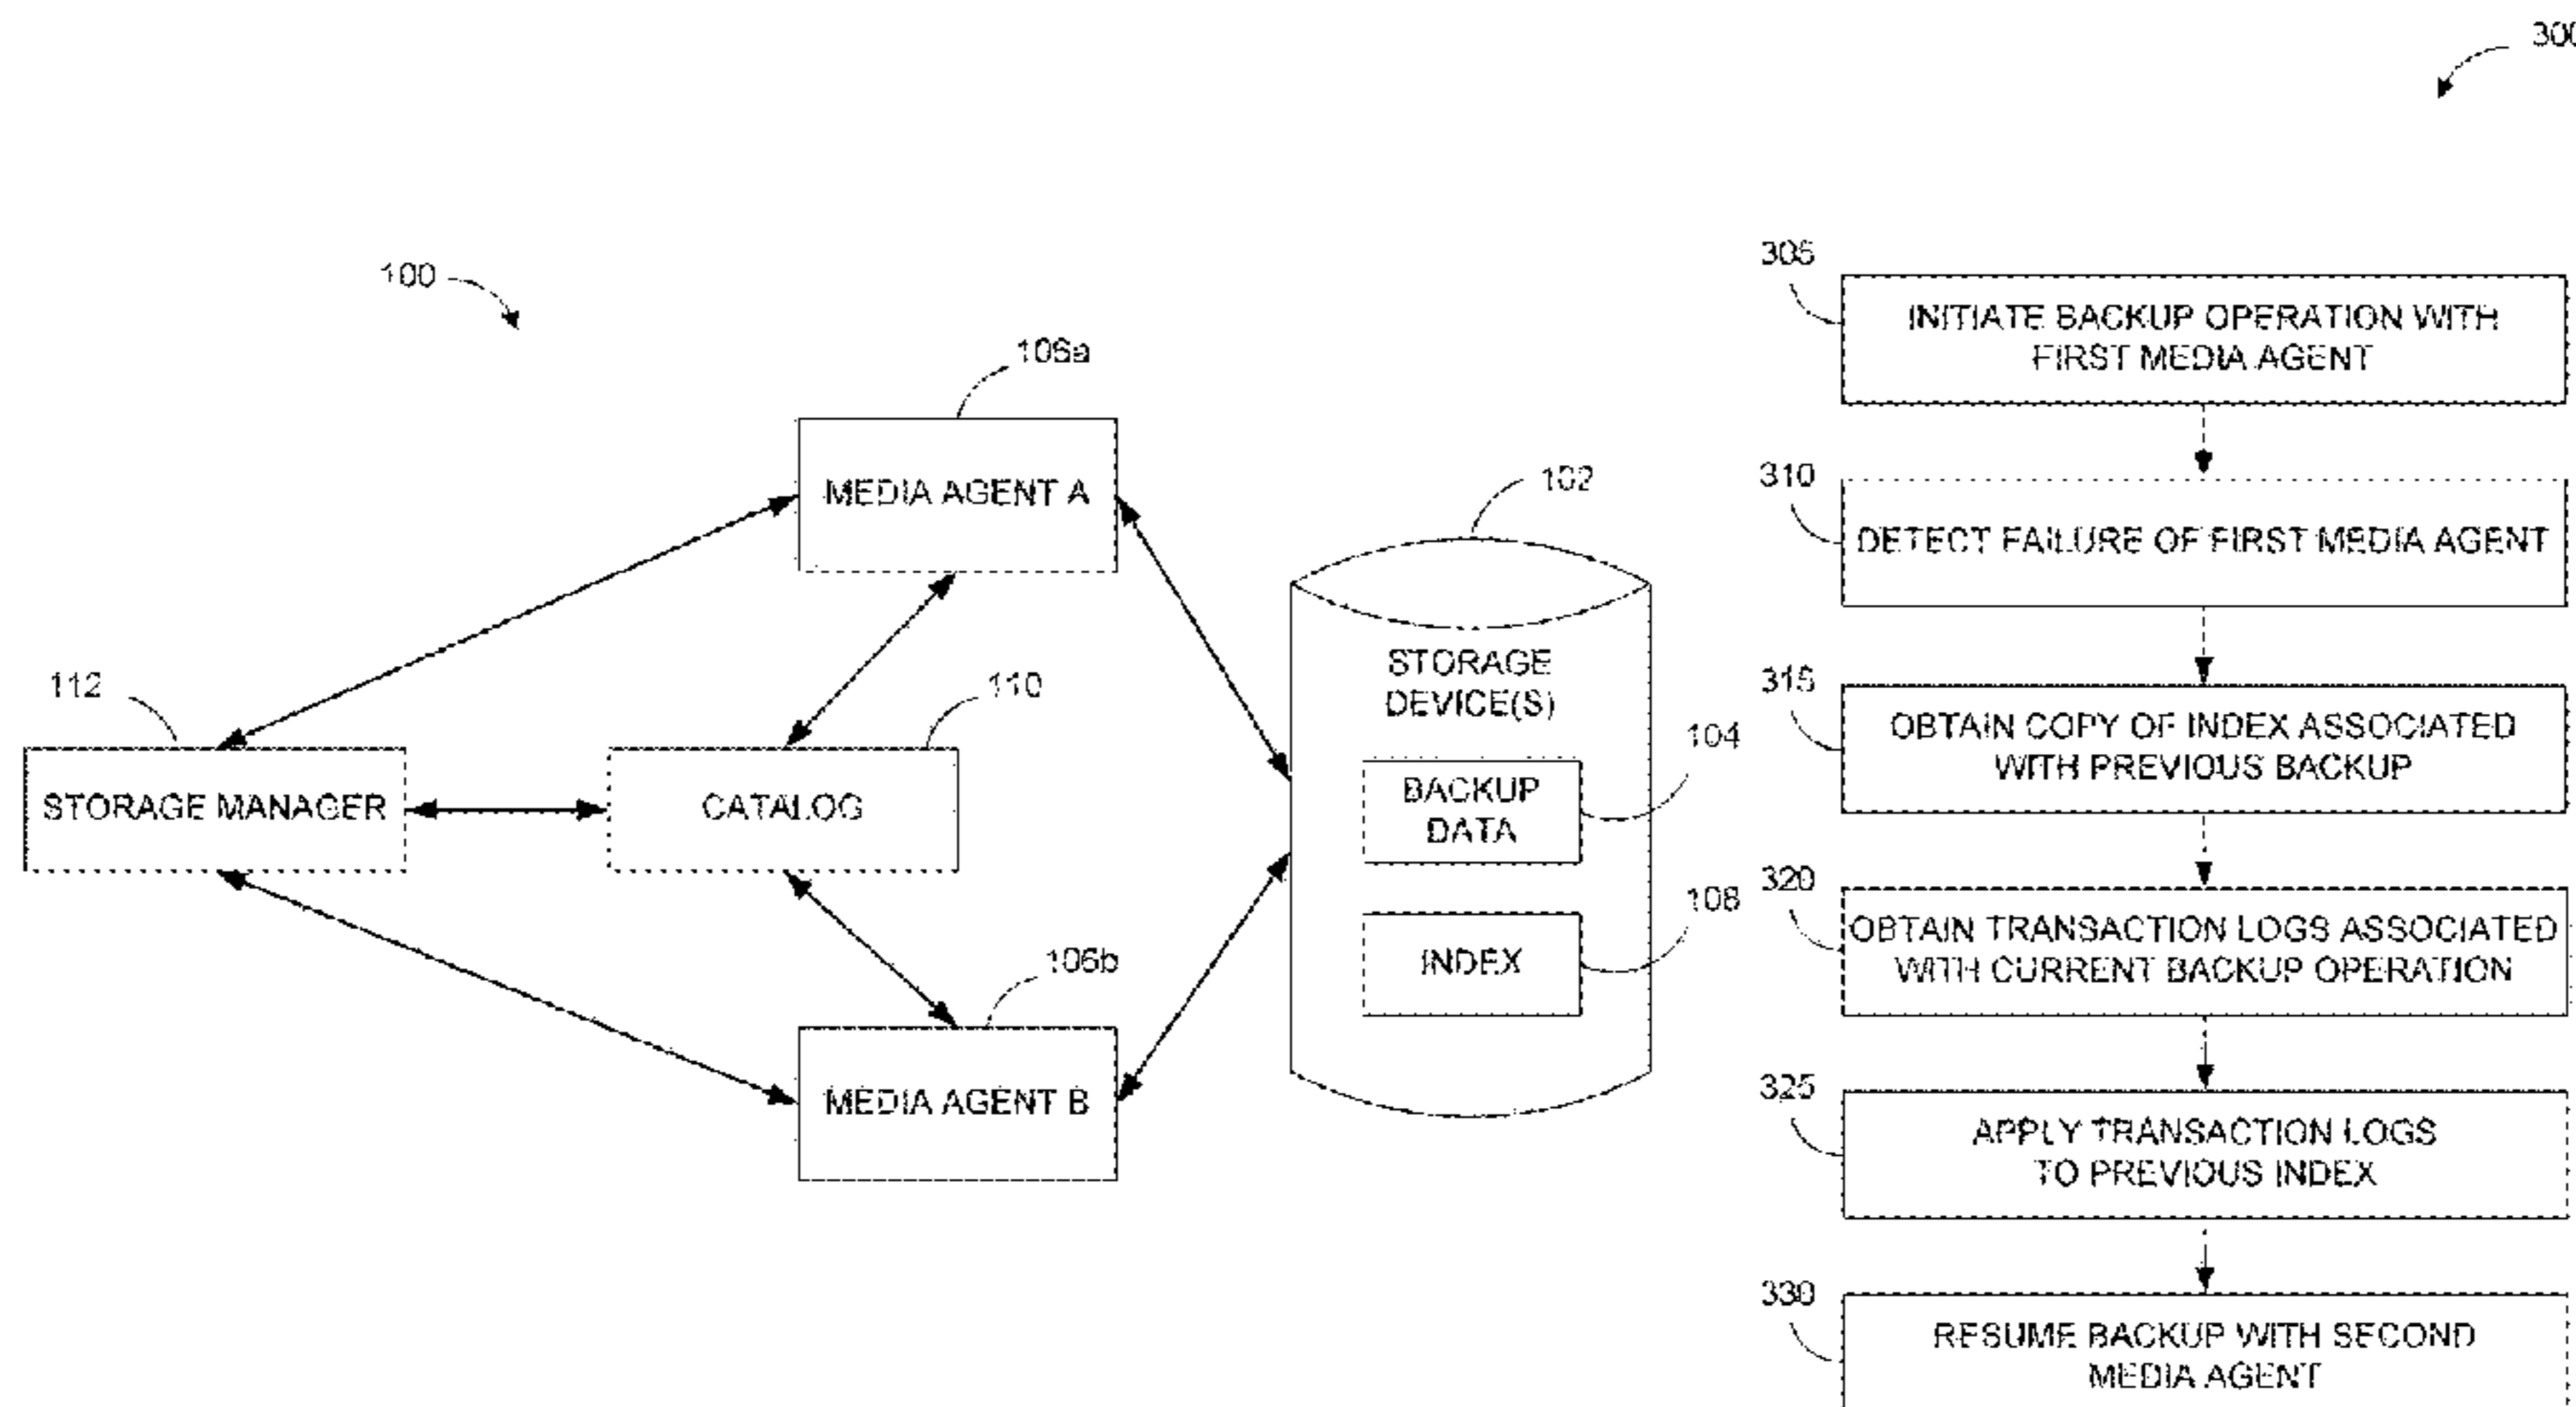 300
100
106a
MEDIA AGENT A
112
STORAGE MANAGER
110
CATALOG
106b
MEDIA AGENT B
102
STORAGE
DEVICE(S)
104
BACKUP
DATA
108
INDEX
305
INITIATE BACKUP OPERATION WITH
FIRST MEDIA AGENT
310
DETECT FAILURE OF FIRST MEDIA AGENT
315
OBTAIN COPY OF INDEX ASSOCIATED
WITH PREVIOUS BACKUP
320
OBTAIN TRANSACTION LOGS ASSOCIATED
WITH CURRENT BACKUP OPERATION
325
APPLY TRANSACTION LOGS
TO PREVIOUS INDEX
330
RESUME BACKUP WITH SECOND
MEDIA AGENT